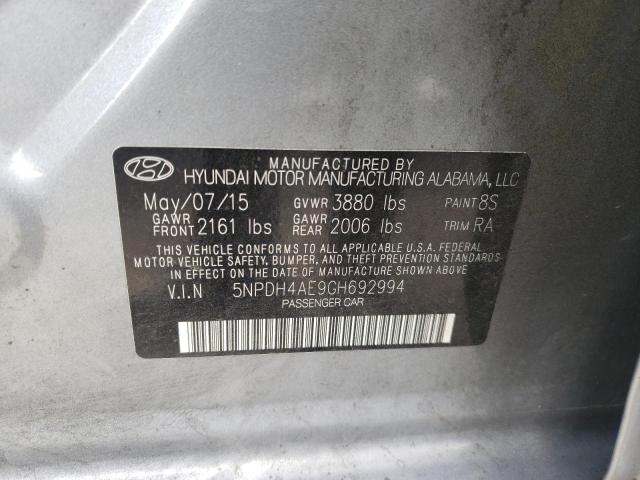 MANUFACTURED BY
HYUNDAI MOTOR MANUFACTURING ALABAMA, LLC
May/07/15 GVWR 3880 lbs PAINT 8S
GAWR FRONT 2161 lbs GAWR REAR 2006 lbs TRIM RA
THIS VEHICLE CONFORMS TO ALL APPLICABLE U.S.A. FEDERAL
MOTOR VEHICLE SAFETY, BUMPER, AND THEFT PREVENTION
STANDARDS IN EFFECT ON THE DATE OF MANUFACTURE SHOWN ABOVE.
V.I.N 5NPDH4AE9GH692994
PASSENGER CAR